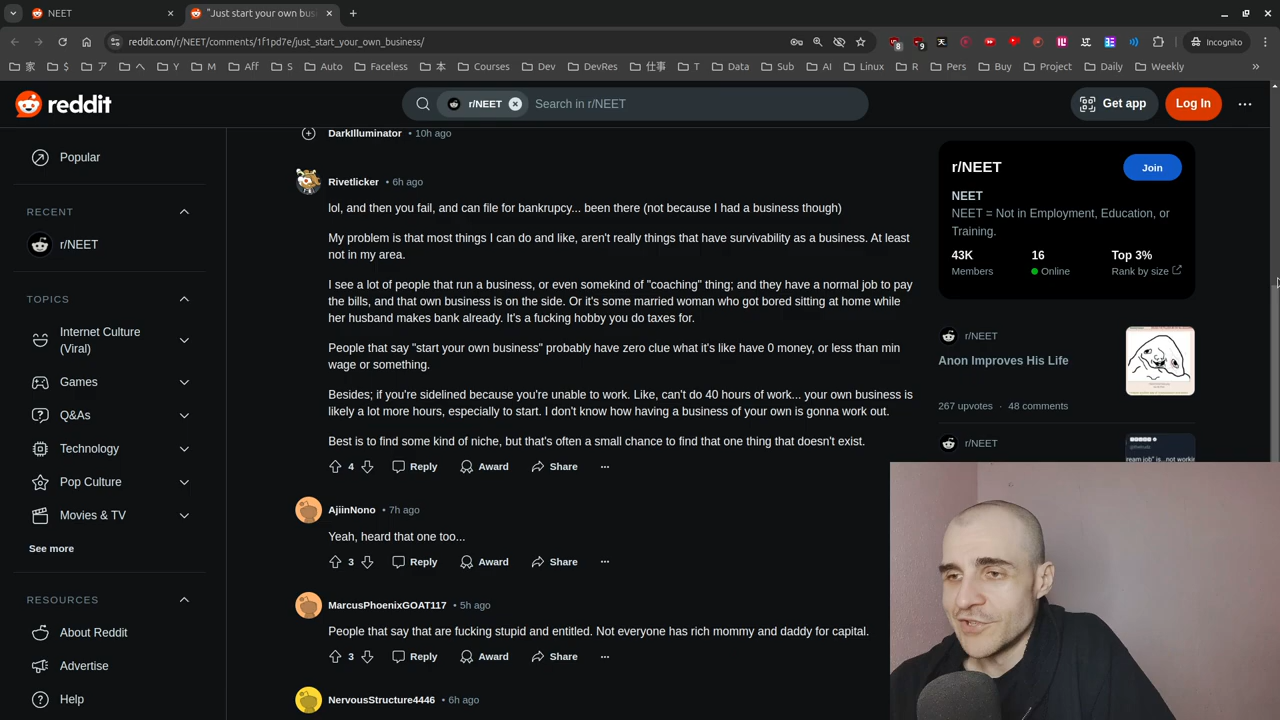 NEET
"Just start your own busi
reddit.com/r/NEET/comments/1f1pd7e/just_start_your_own_business/
8
9
Incognito
家 $ ア へ Y M Aff S Auto Faceless 本 Courses Dev DevRes 仕事 T Data Sub AI Linux R Pers Buy Project Daily Weekly
reddit
r/NEET
Search in r/NEET
Get app
Log In
Popular
RECENT
r/NEET
TOPICS
Internet Culture
(Viral)
Games
Q&As
Technology
Pop Culture
Movies & TV
See more
RESOURCES
About Reddit
Advertise
Help
DarkIlluminator • 10h ago
Rivetlicker • 6h ago
lol, and then you fail, and can file for bankrupcy... been there (not because I had a business though)
My problem is that most things I can do and like, aren't really things that have survivability as a business. At least
not in my area.
I see a lot of people that run a business, or even somekind of "coaching" thing; and they have a normal job to pay
the bills, and that own business is on the side. Or it's some married woman who got bored sitting at home while
her husband makes bank already. It's a fucking hobby you do taxes for.
People that say "start your own business" probably have zero clue what it's like have 0 money, or less than min
wage or something.
Besides; if you're sidelined because you're unable to work. Like, can't do 40 hours of work... your own business is
likely a lot more hours, especially to start. I don't know how having a business of your own is gonna work out.
Best is to find some kind of niche, but that's often a small chance to find that one thing that doesn't exist.
4 Reply Award Share
AjiinNono • 7h ago
Yeah, heard that one too...
3 Reply Award Share
MarcusPhoenixGOAT117 • 5h ago
People that say that are fucking stupid and entitled. Not everyone has rich mommy and daddy for capital.
3 Reply Award Share
NervousStructure4446 • 6h ago
r/NEET
Join
NEET
NEET = Not in Employment, Education, or
Training.
43K 16 Top 3%
Members Online Rank by size
r/NEET
Anon Improves His Life
267 upvotes • 48 comments
r/NEET